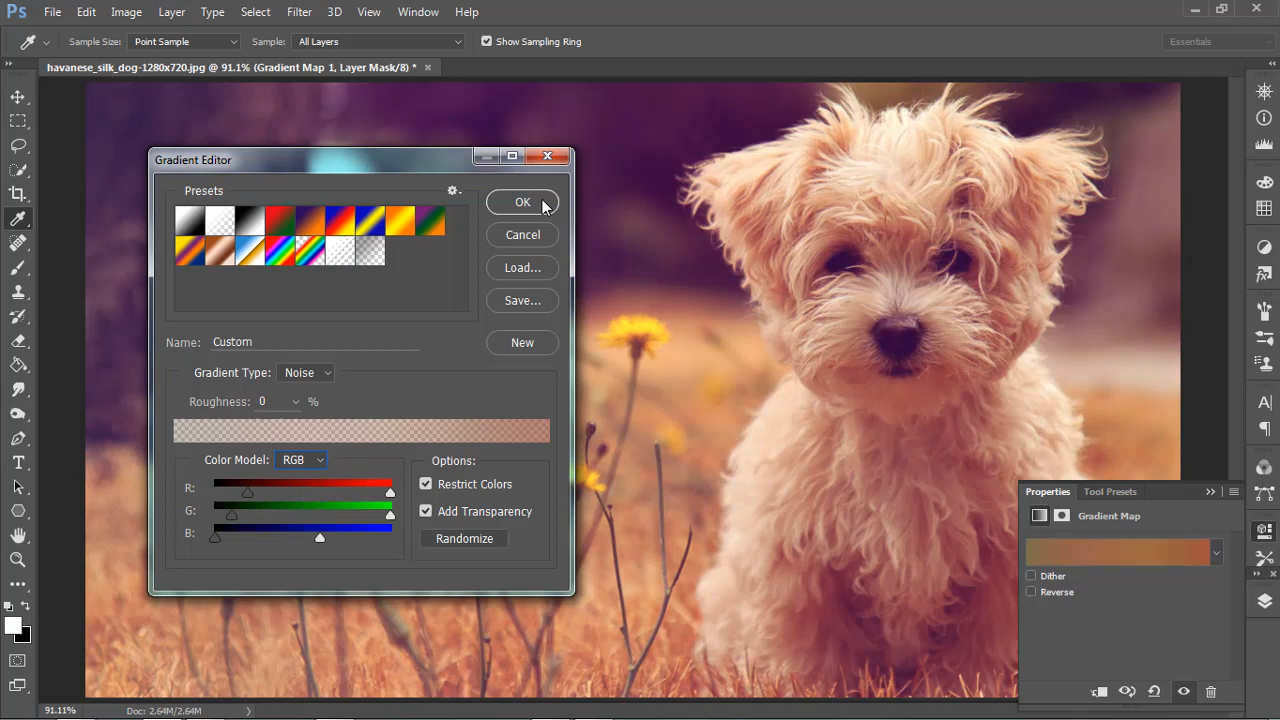 Ps File Edit Image Layer Type Select Filter 3D View Window Help
Sample Size: Point Sample Sample: All Layers Show Sampling Ring Essentials
havanese_silk_dog-1280x720.jpg @ 91.1% (Gradient Map 1, Layer Mask/8) *
Gradient Editor
Presets
OK
Cancel
Load...
Save...
Name: Custom
New
Gradient Type: Noise
Roughness: 0 %
Color Model: RGB
R:
G:
B:
Options:
Restrict Colors
Add Transparency
Randomize
Properties Tool Presets
Gradient Map
Dither
Reverse
91.11% Doc: 2.64M/2.64M